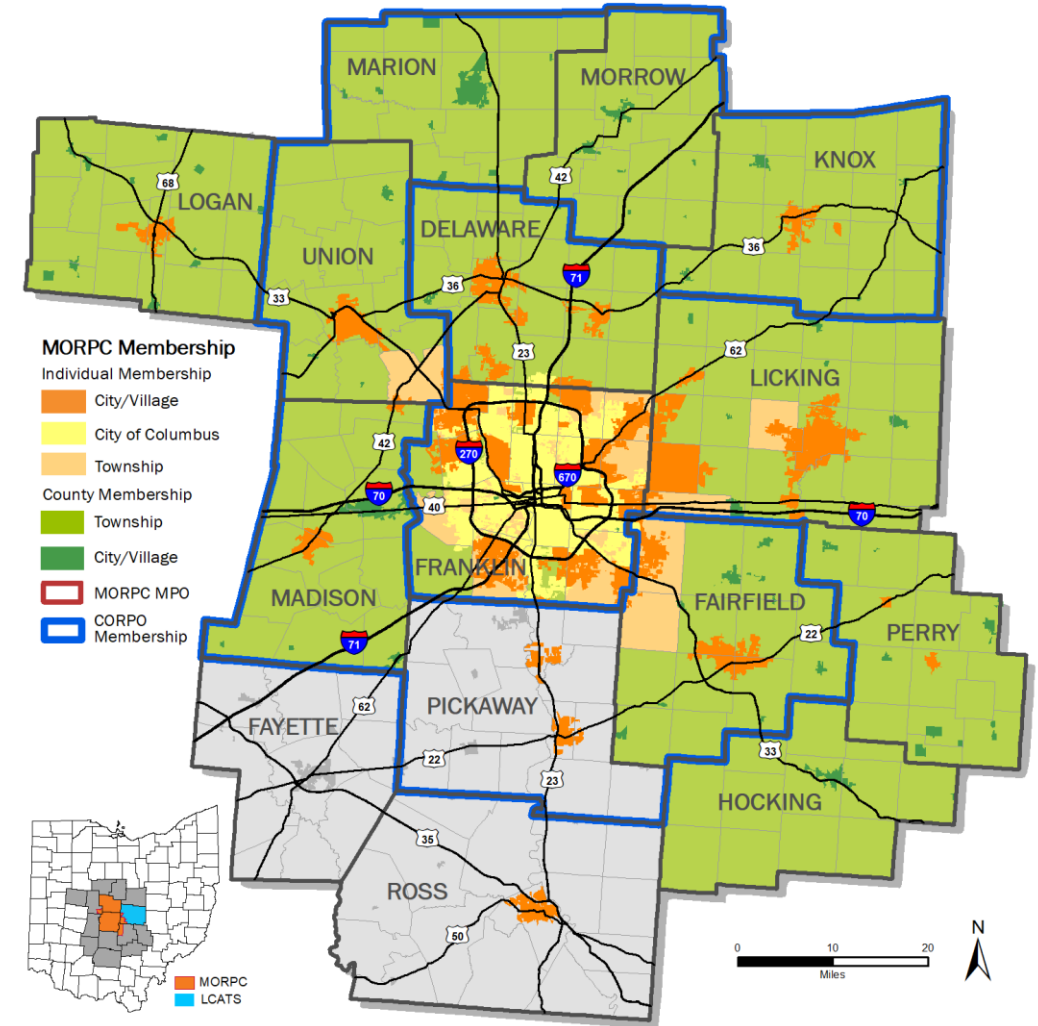 MARION
MORROW
KNOX
68
LOGAN
42
UNION
DELAWARE
36
71
36
33
23
62
LICKING
MORPC Membership
Individual Membership
City/Village
City of Columbus
Township
County Membership
Township
City/Village
MORPC MPO
CORPO
Membership
42
270
670
70
40
70
FRANKLIN
MADISON
FAIRFIELD
22
PERRY
71
62
PICKAWAY
FAYETTE
22
33
23
HOCKING
35
ROSS
50
N
0 10 20
Miles
MORPC
LCATS